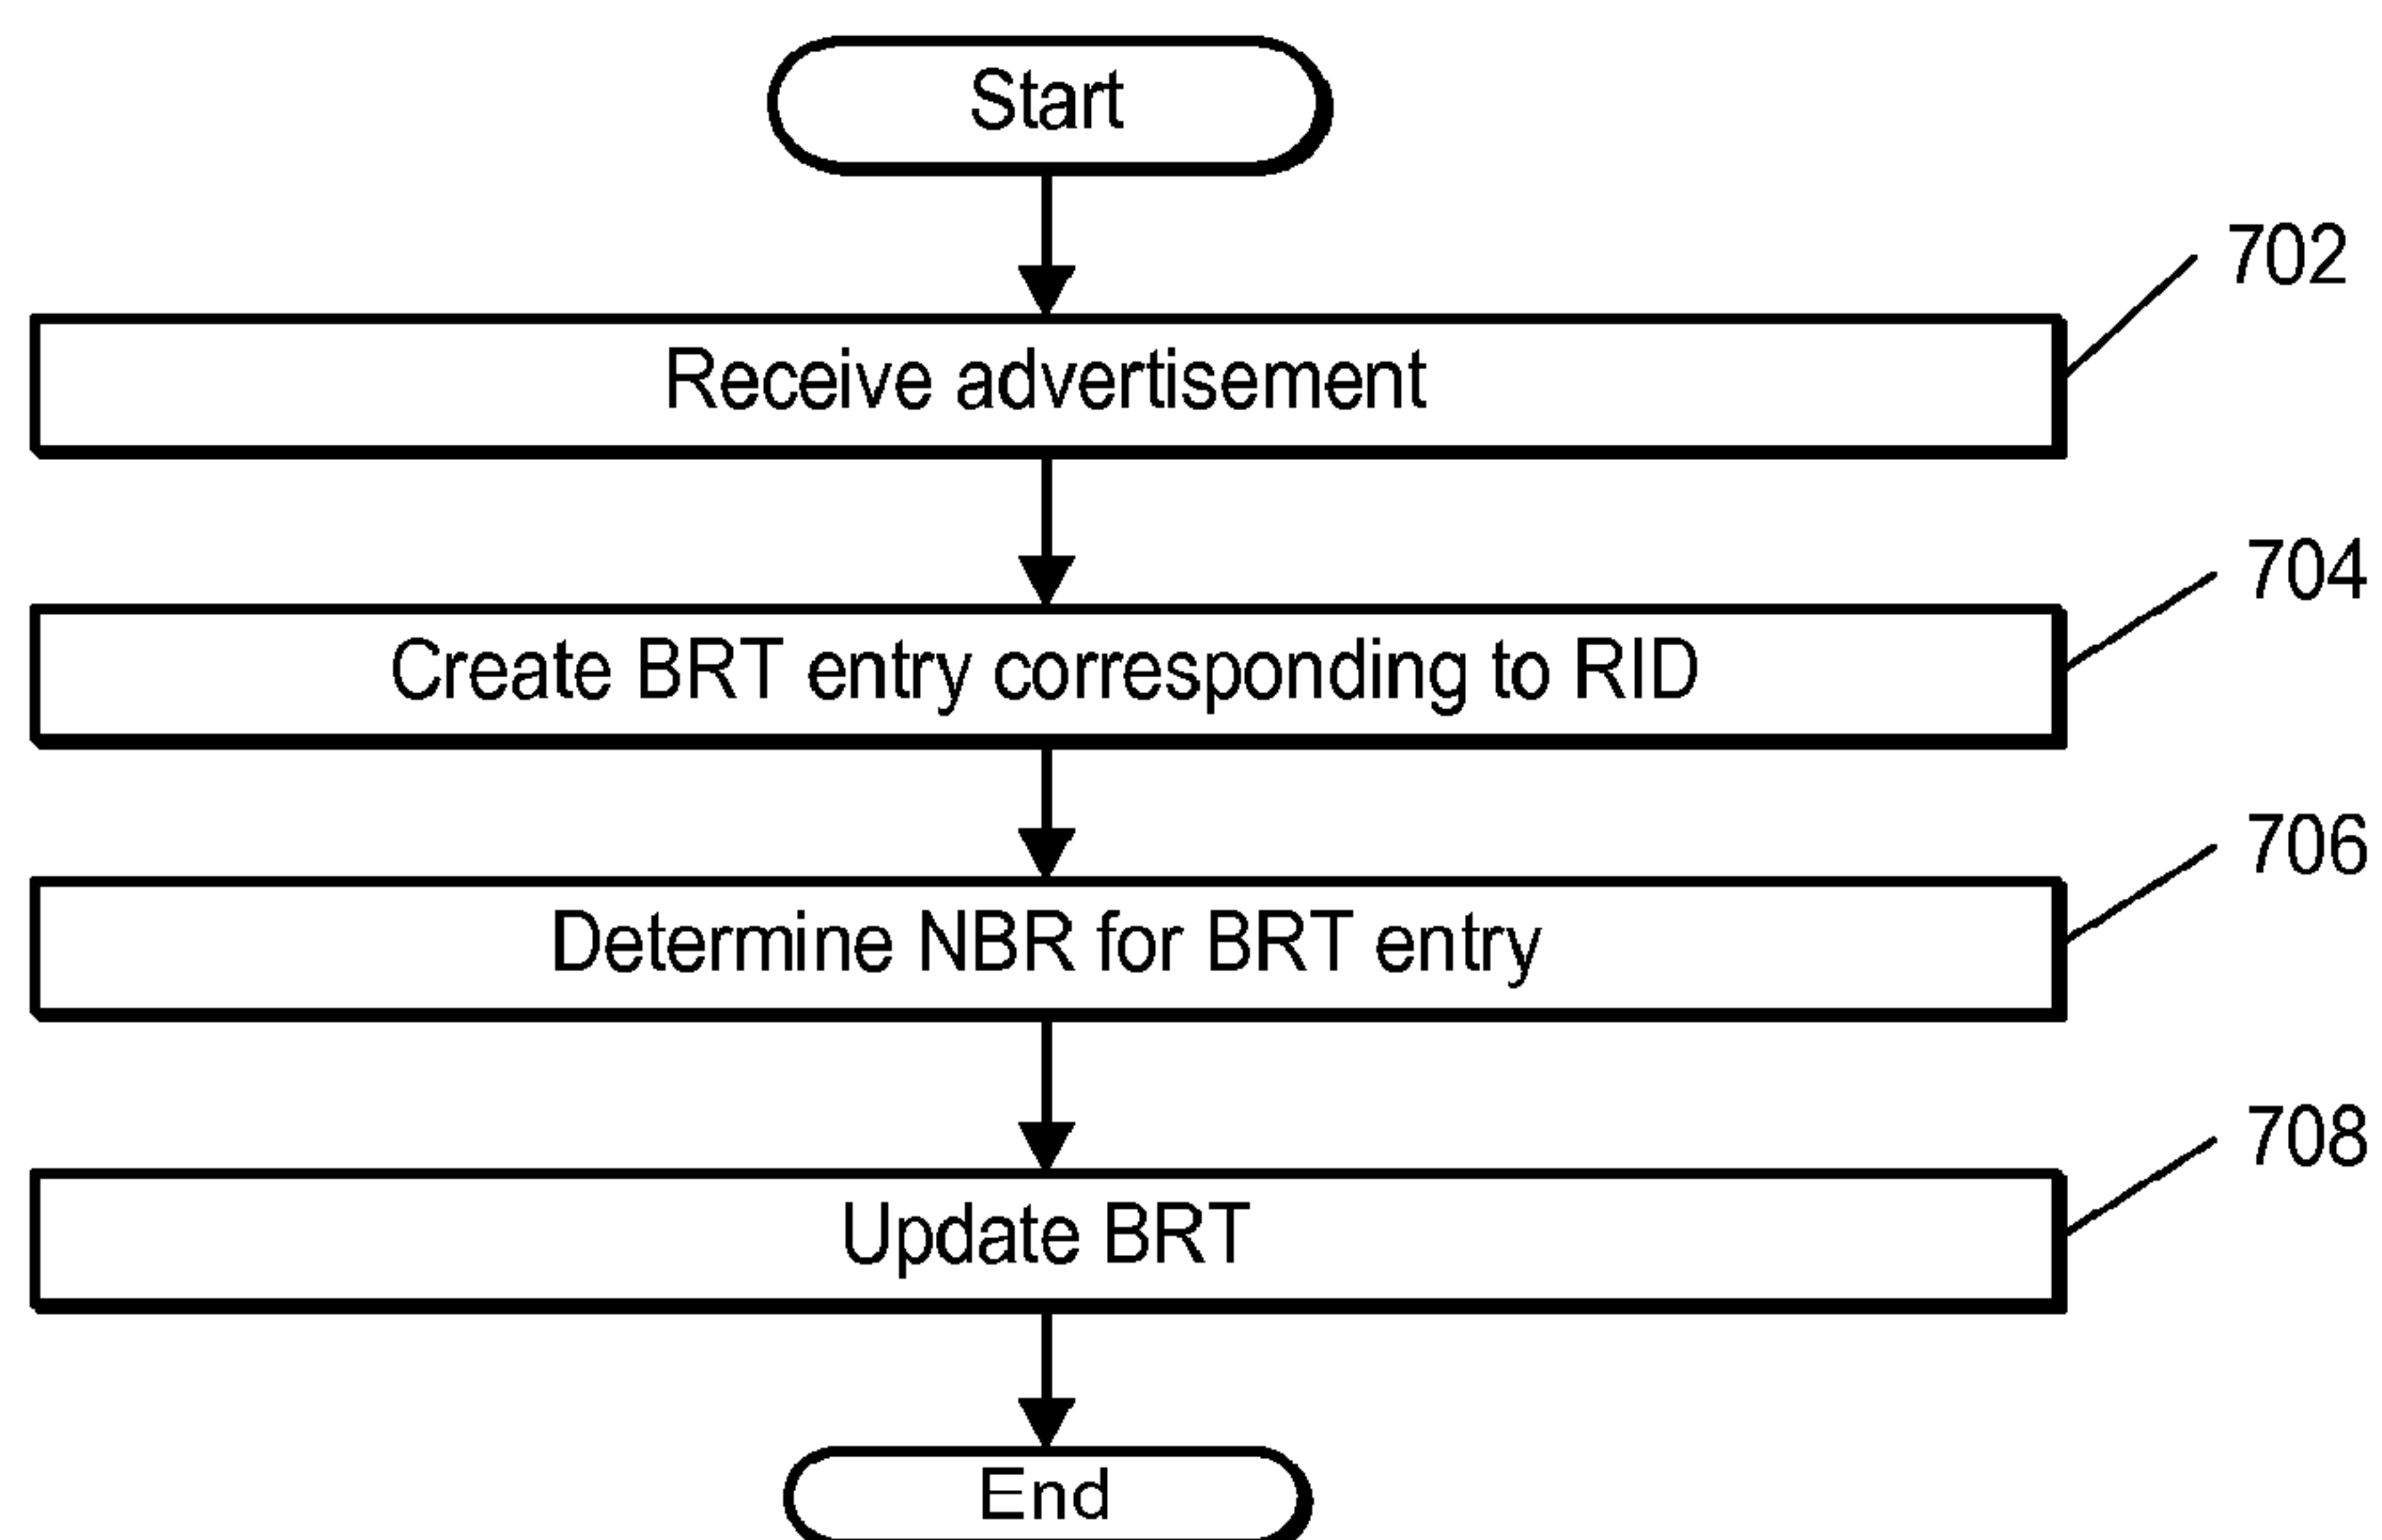 Start
702
Receive advertisement
704
Create BRT entry corresponding to RID
706
Determine NBR for BRT entry
708
Update BRT
End